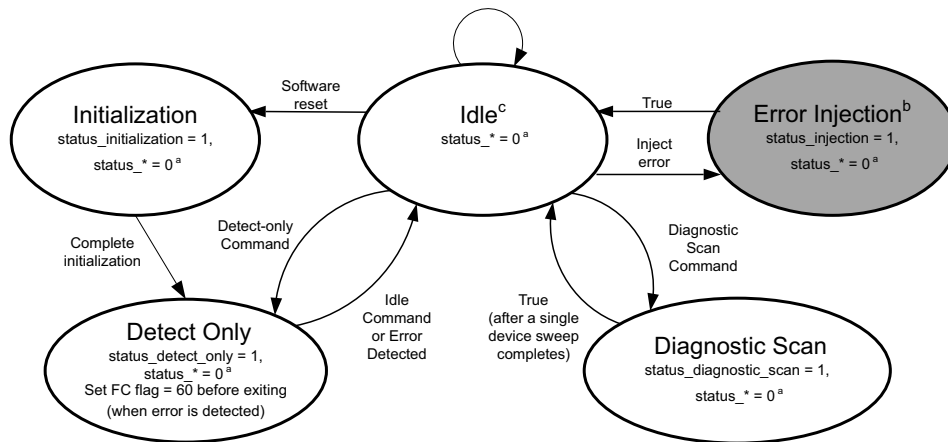 Software
reset
Initialization
status_initialization = 1,
status_* = 0 a
Idle c
status_* = 0 a
True
Inject
error
Error Injection b
status_injection = 1,
status_* = 0 a
Complete
initialization
Detect-only
Command
Idle
Command
or Error
Detected
True
(after a single
device sweep
completes)
Diagnostic
Scan
Command
Detect Only
status_detect_only = 1,
status_* = 0 a
Set FC flag = 60 before exiting
(when error is detected)
Diagnostic Scan
status_diagnostic_scan = 1,
status_* = 0 a